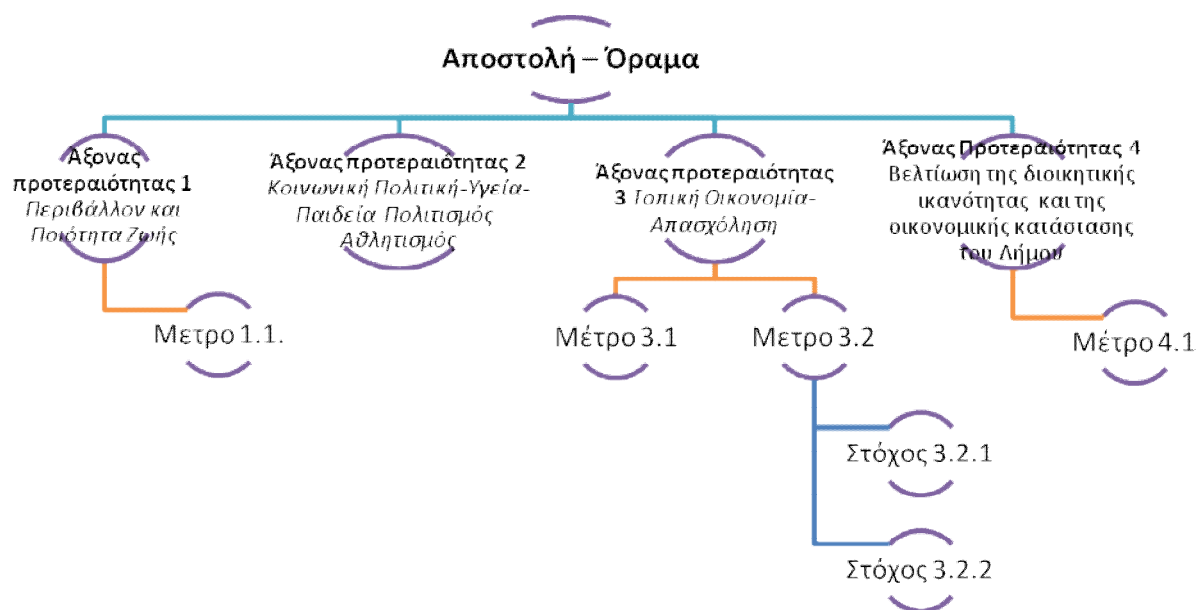 Αποστολή – Όραμα
Άξονας
προτεραιότητας 1
Περιβάλλον και
Ποιότητα Ζωής
Άξονας προτεραιότητας 2
Κοινωνική Πολιτική-Υγεία-
Παιδεία Πολιτισμός
Αθλητισμός
Άξονας προτεραιότητας
3 Τοπική Οικονομία-
Απασχόληση
Άξονας Προτεραιότητας 4
Βελτίωση της διοικητικής
ικανότητας και της
οικονομικής κατάστασης
του Δήμου
Μετρο 1.1.
Μέτρο 3.1
Μετρο 3.2
Μέτρο 4.1
Στόχος 3.2.1
Στόχος 3.2.2